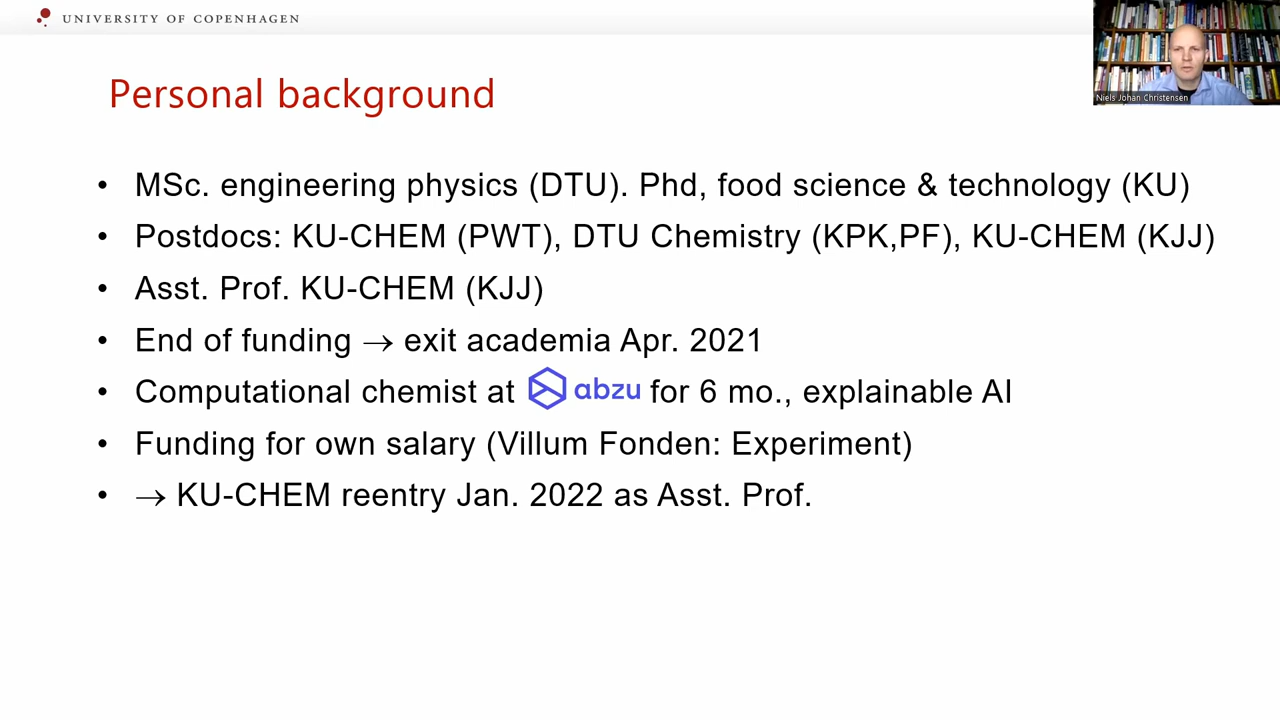 UNIVERSITY OF COPENHAGEN
Niels Johan Christensen
Personal background
• MSc. engineering physics (DTU). Phd, food science & technology (KU)
• Postdocs: KU-CHEM (PWT), DTU Chemistry (KPK,PF), KU-CHEM (KJJ)
• Asst. Prof. KU-CHEM (KJJ)
• End of funding → exit academia Apr. 2021
• Computational chemist at abzu for 6 mo., explainable AI
• Funding for own salary (Villum Fonden: Experiment)
• → KU-CHEM reentry Jan. 2022 as Asst. Prof.